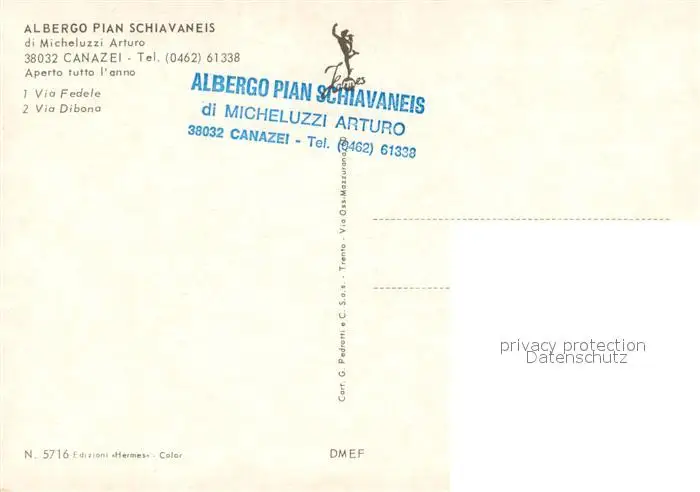 ALBERGO PIAN SCHIAVANEIS
di Micheluzzi Arturo
38032 CANAZEI - Tel. (0462) 61338
Aperto tutto l'anno
1 Via Fedele
2 Via Dibona
Hermes
ALBERGO PIAN SCHIAVANEIS
di MICHELUZZI ARTURO
38032 CANAZEI - Tel. (0462) 61338
Cart. G. Pedrotti e C. S.a.s. - Trento - Via Oss-Mazzurana
privacy protection
Datenschutz
N. 5716 - Edizioni «Hermes» - Color
DMEF